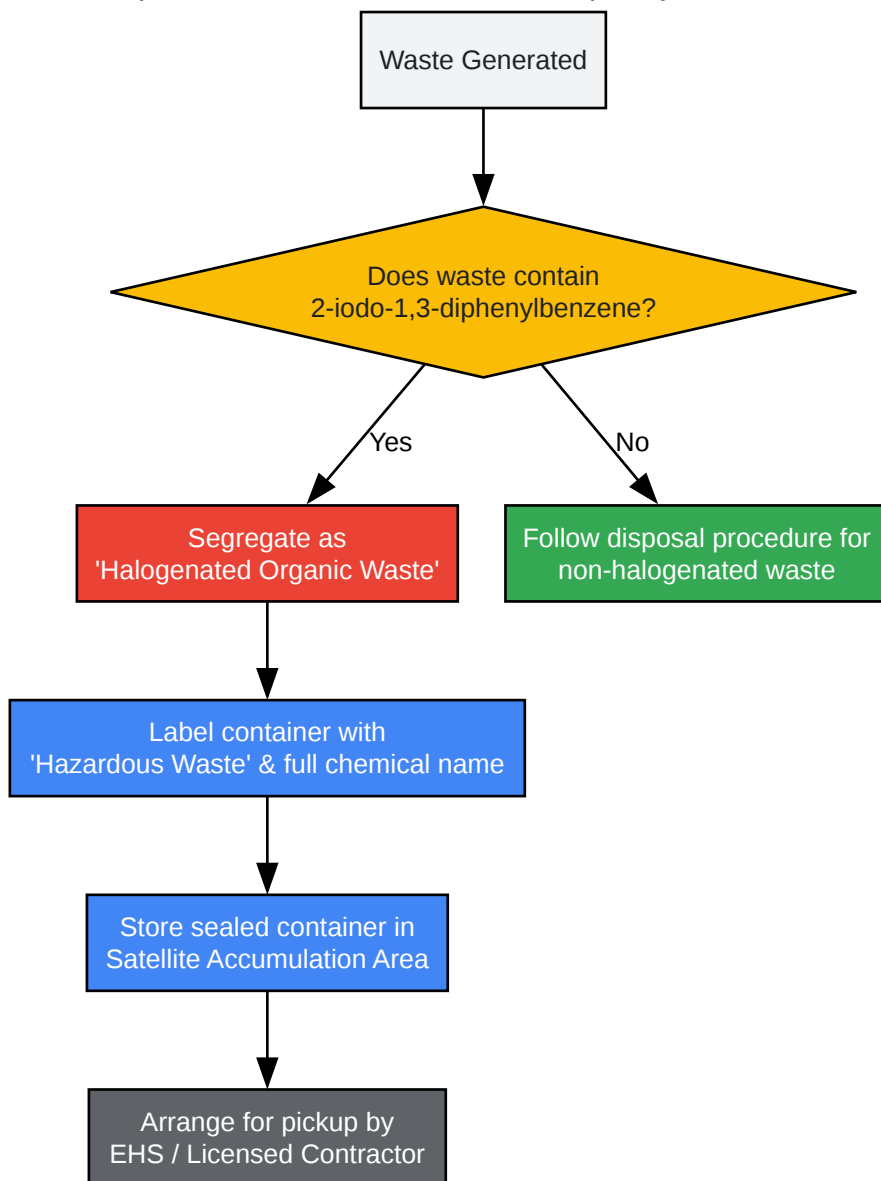 Waste Generated
Does waste contain
2-iodo-1,3-diphenylbenzene?
Yes
No
Segregate as
'Halogenated Organic Waste'
Follow disposal procedure for
non-halogenated waste
Label container with
'Hazardous Waste' & full chemical name
Store sealed container in
Satellite Accumulation Area
Arrange for pickup by
EHS / Licensed Contractor